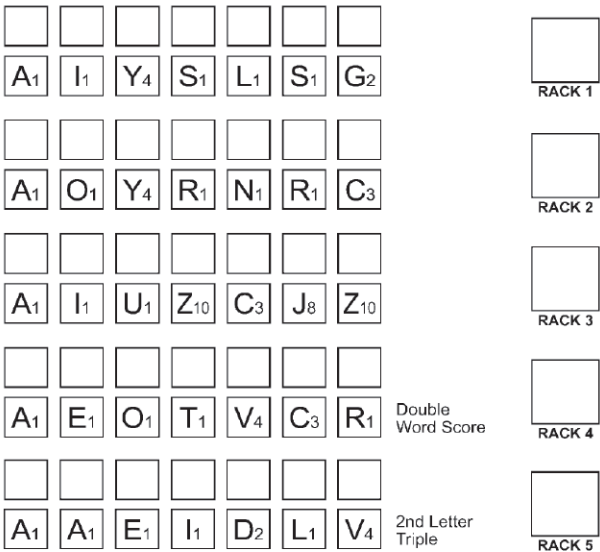 A1 I1 Y4 S1 L1 S1 G2
RACK 1
A1 O1 Y4 R1 N1 R1 C3
RACK 2
A1 I1 U1 Z10 C3 J8 Z10
RACK 3
A1 E1 O1 T1 V4 C3 R1
Double
Word Score
RACK 4
A1 A1 E1 I1 D2 L1 V4
2nd Letter
Triple
RACK 5